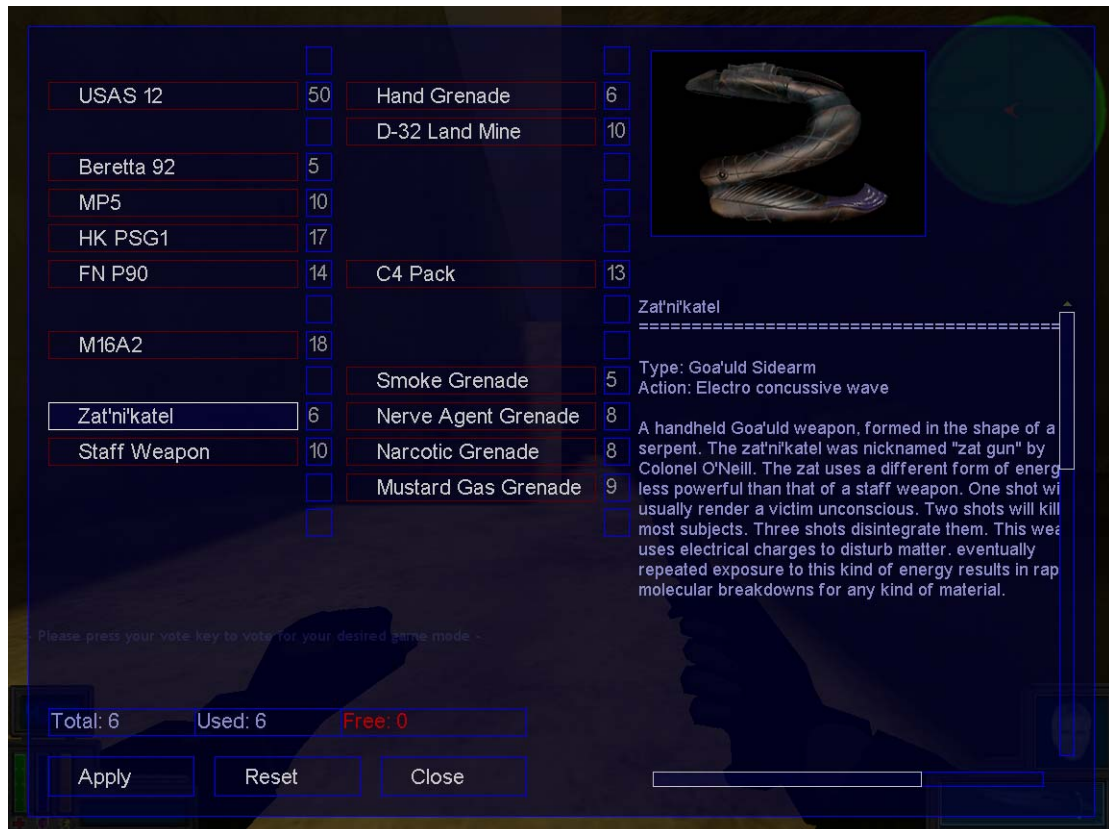 USAS 12 50 Hand Grenade 6
D-32 Land Mine 10
Beretta 92 5
MP5 10
HK PSG1 17
FN P90 14 C4 Pack 13
M16A2 18
Smoke Grenade 5
Zat'ni'katel 6 Nerve Agent Grenade 8
Staff Weapon 10 Narcotic Grenade 8
Mustard Gas Grenade 9
Zat'ni'katel
========================================
Type: Goa'uld Sidearm
Action: Electro concussive wave
A handheld Goa'uld weapon, formed in the shape of a
serpent. The zat'ni'katel was nicknamed "zat gun" by
Colonel O'Neill. The zat uses a different form of energ
less powerful than that of a staff weapon. One shot wi
usually render a victim unconscious. Two shots will kill
most subjects. Three shots disintegrate them. This wea
uses electrical charges to disturb matter. eventually
repeated exposure to this kind of energy results in rap
molecular breakdowns for any kind of material.
- Please press your vote key to vote for your desired game mode -
Total: 6 Used: 6 Free: 0
Apply Reset Close